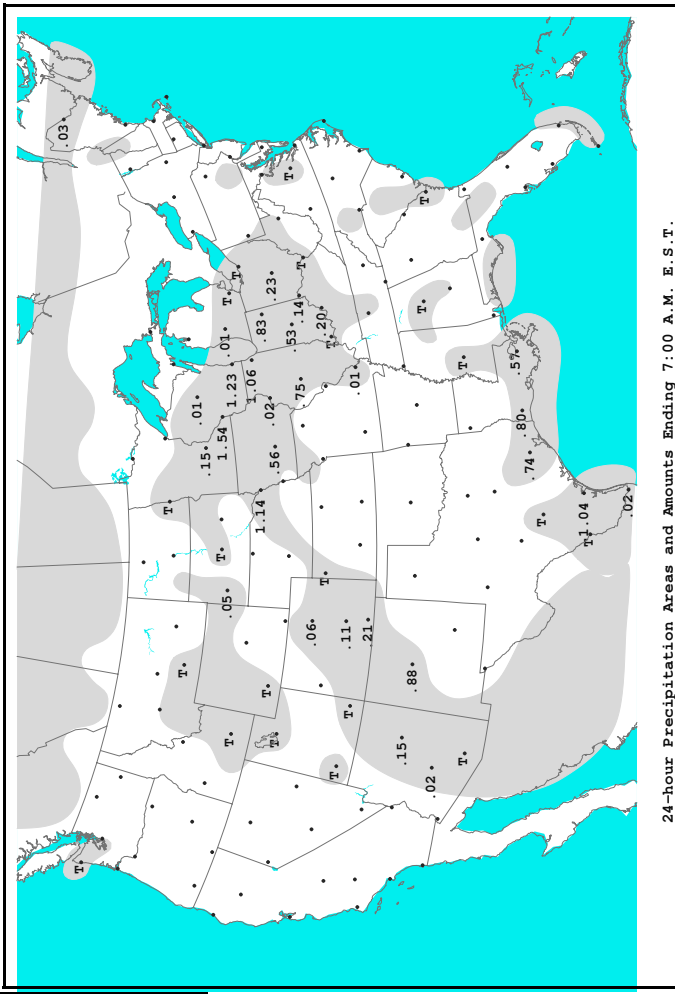 .03
T
T
T
.01
.15
1.54
T
.01
T
.05
T
1.23
T
1.06
1.14
.83
T
.02
.23
T
.56
T
.53
.14
.75
T
.06
.20
T
T
T
.11
T
.01
.21
.15
.88
T
T
.02
T
T
.57
.80
.74
T
1.04
T
.02
24-hour Precipitation Areas and Amounts Ending 7:00 A.M. E.S.T.